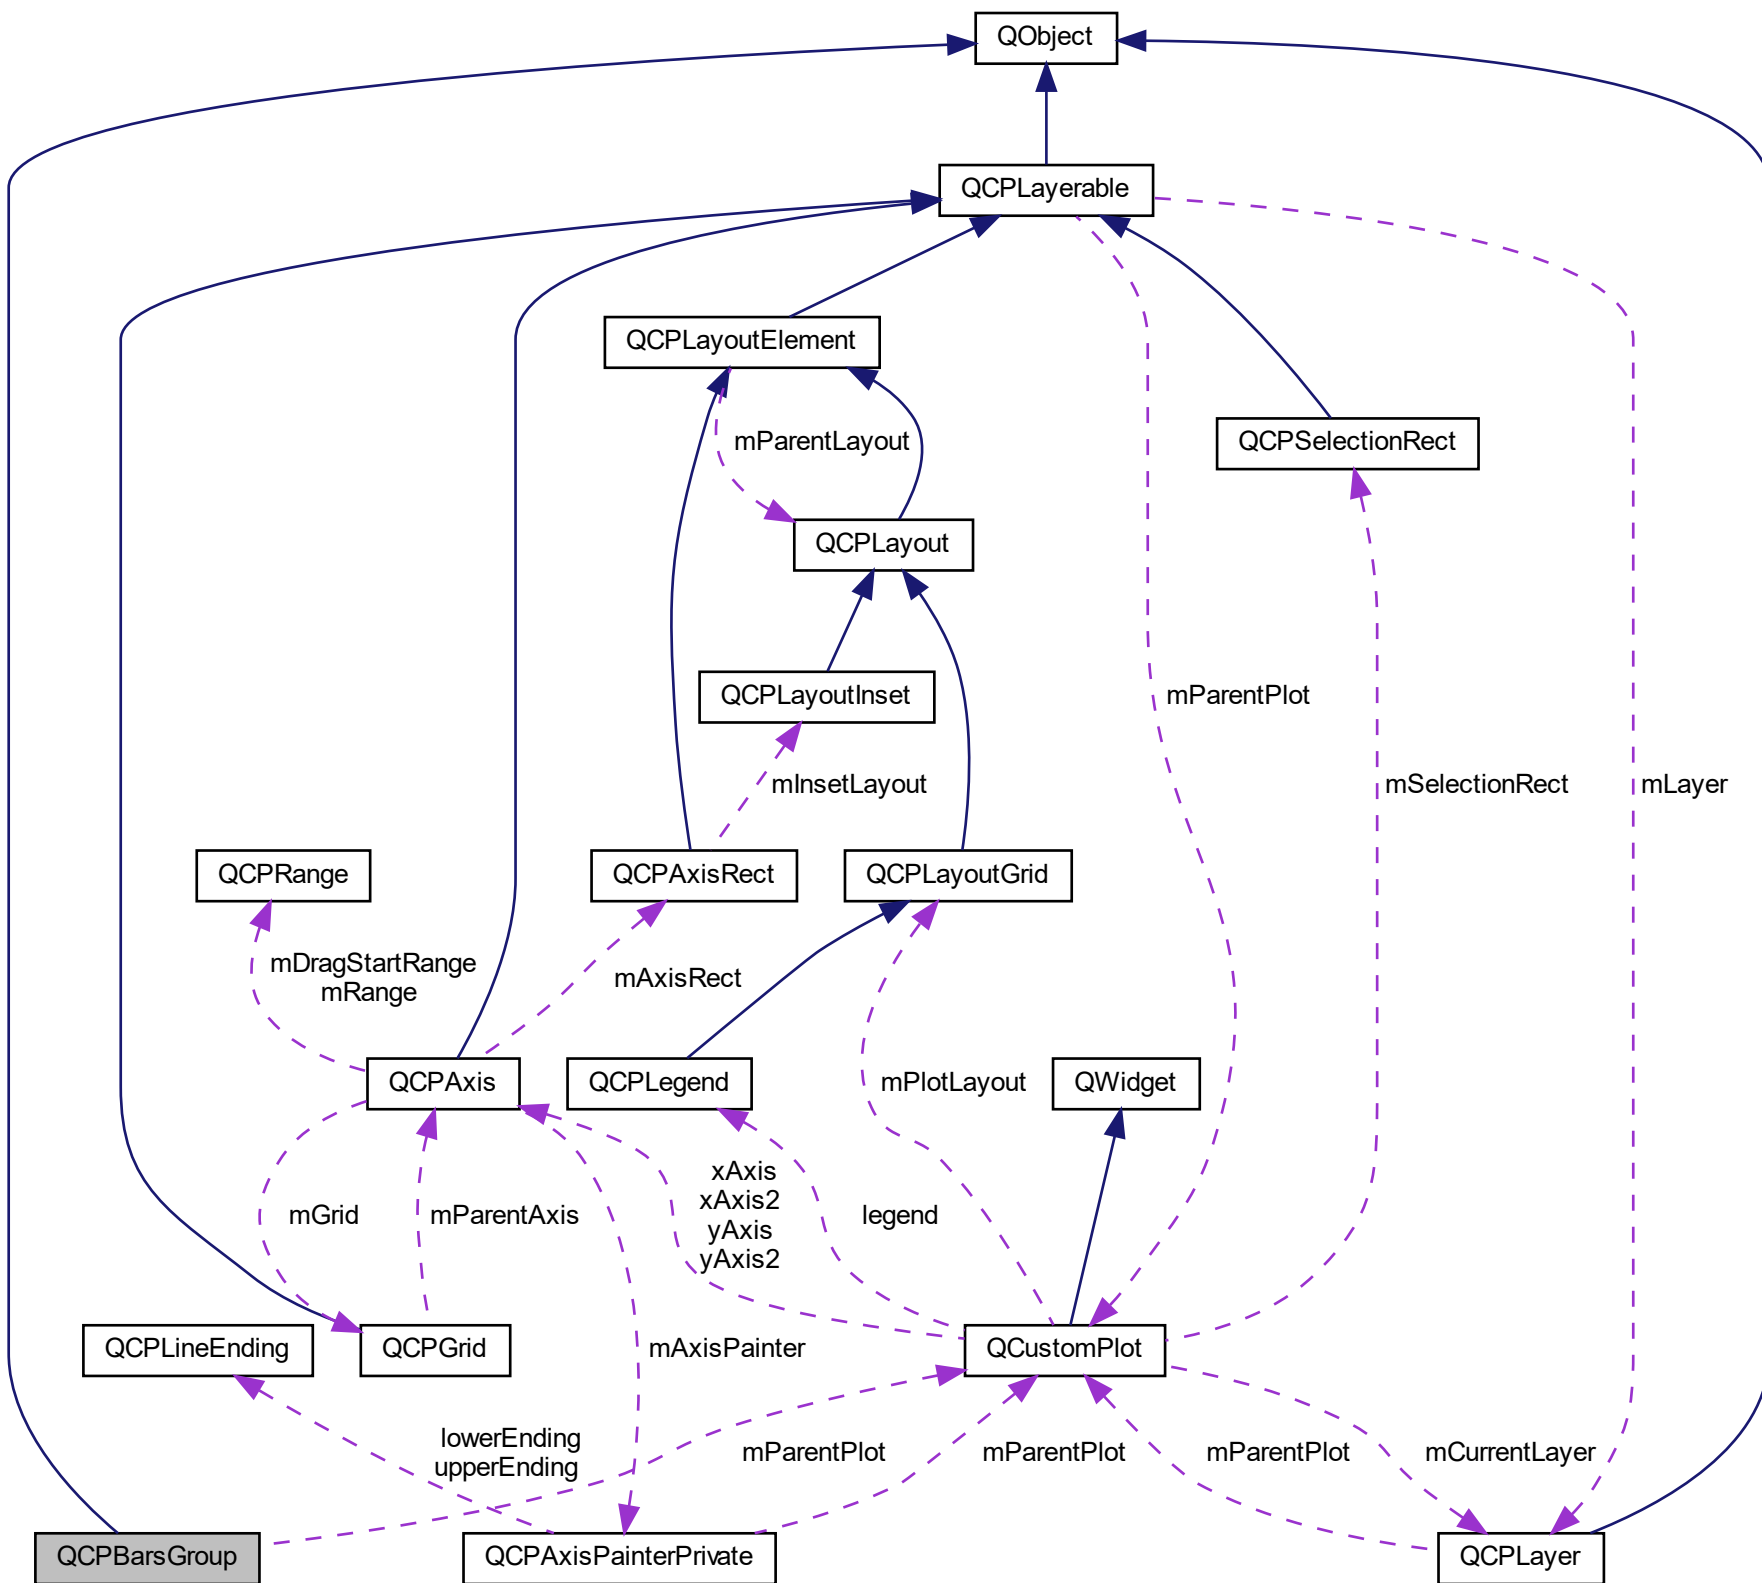 QObject
QCPLayerable
QCPLayoutElement
mParentLayout
QCPSelectionRect
QCPLayout
QCPLayoutInset
mParentPlot
mInsetLayout
mSelectionRect
mLayer
QCPRange
QCPAxisRect
QCPLayoutGrid
mDragStartRange
mRange
mAxisRect
QCPAxis
QCPLegend
mPlotLayout
QWidget
xAxis
xAxis2
yAxis
yAxis2
mGrid
mParentAxis
legend
QCPLineEnding
QCPGrid
mAxisPainter
QCustomPlot
lowerEnding
upperEnding
mParentPlot
mParentPlot
mParentPlot
mCurrentLayer
QCPBarsGroup
QCPAxisPainterPrivate
QCPLayer